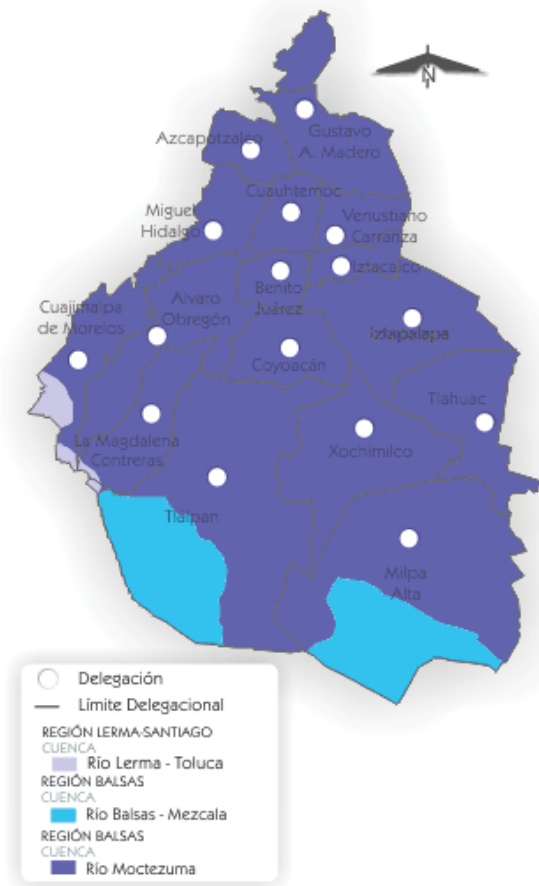 N
Azcapotzalco
Gustavo
A. Madero
Cuauhtemoc
Miguel
Hidalgo
Venustiano
Carranza
Iztacalco
Benito
Juárez
Cuajimalpa
de Morelos
Alvaro
Obregón
Iztapalapa
Coyoacán
Tlahuac
La Magdalena
Contreras
Xochimilco
Tlalpan
Milpa
Alta
Delegación
Límite Delegacional
REGIÓN LERMA-SANTIAGO
CUENCA
Río Lerma - Toluca
REGIÓN BALSAS
CUENCA
Río Balsas - Mezcala
REGIÓN BALSAS
CUENCA
Río Moctezuma